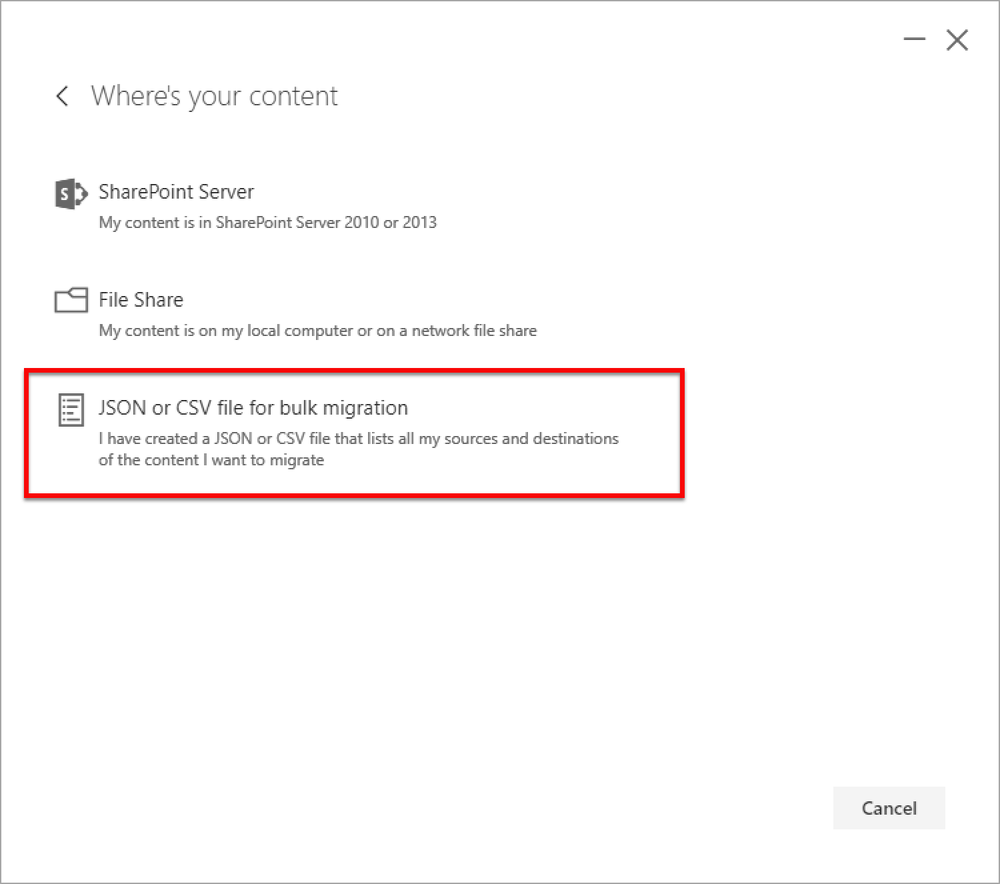 Where's your content
SharePoint Server
My content is in SharePoint Server 2010 or 2013
File Share
My content is on my local computer or on a network file share
JSON or CSV file for bulk migration
I have created a JSON or CSV file that lists all my sources and destinations
of the content I want to migrate
Cancel